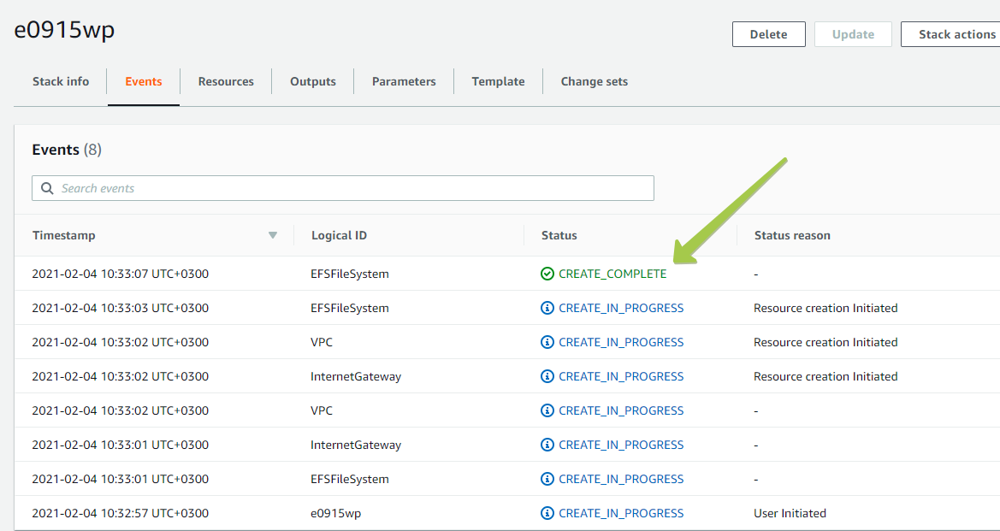 e0915wp
Delete Update Stack actions
Stack info Events Resources Outputs Parameters Template Change sets
Events (8)
Search events
Timestamp Logical ID Status Status reason
2021-02-04 10:33:07 UTC+0300 EFSFileSystem CREATE_COMPLETE -
2021-02-04 10:33:03 UTC+0300 EFSFileSystem CREATE_IN_PROGRESS Resource creation Initiated
2021-02-04 10:33:02 UTC+0300 VPC CREATE_IN_PROGRESS Resource creation Initiated
2021-02-04 10:33:02 UTC+0300 InternetGateway CREATE_IN_PROGRESS Resource creation Initiated
2021-02-04 10:33:02 UTC+0300 VPC CREATE_IN_PROGRESS -
2021-02-04 10:33:01 UTC+0300 InternetGateway CREATE_IN_PROGRESS -
2021-02-04 10:33:01 UTC+0300 EFSFileSystem CREATE_IN_PROGRESS -
2021-02-04 10:32:57 UTC+0300 e0915wp CREATE_IN_PROGRESS User Initiated